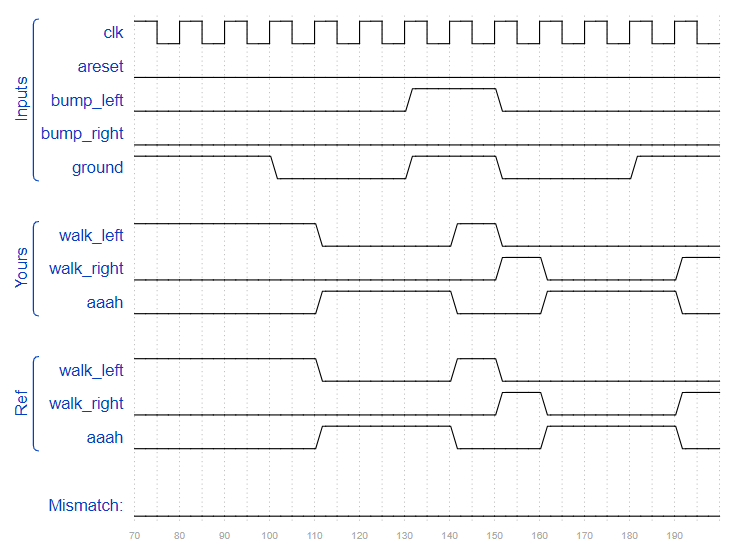 Inputs
clk
areset
bump_left
bump_right
ground
Yours
walk_left
walk_right
aaah
Ref
walk_left
walk_right
aaah
Mismatch:
70 80 90 100 110 120 130 140 150 160 170 180 190